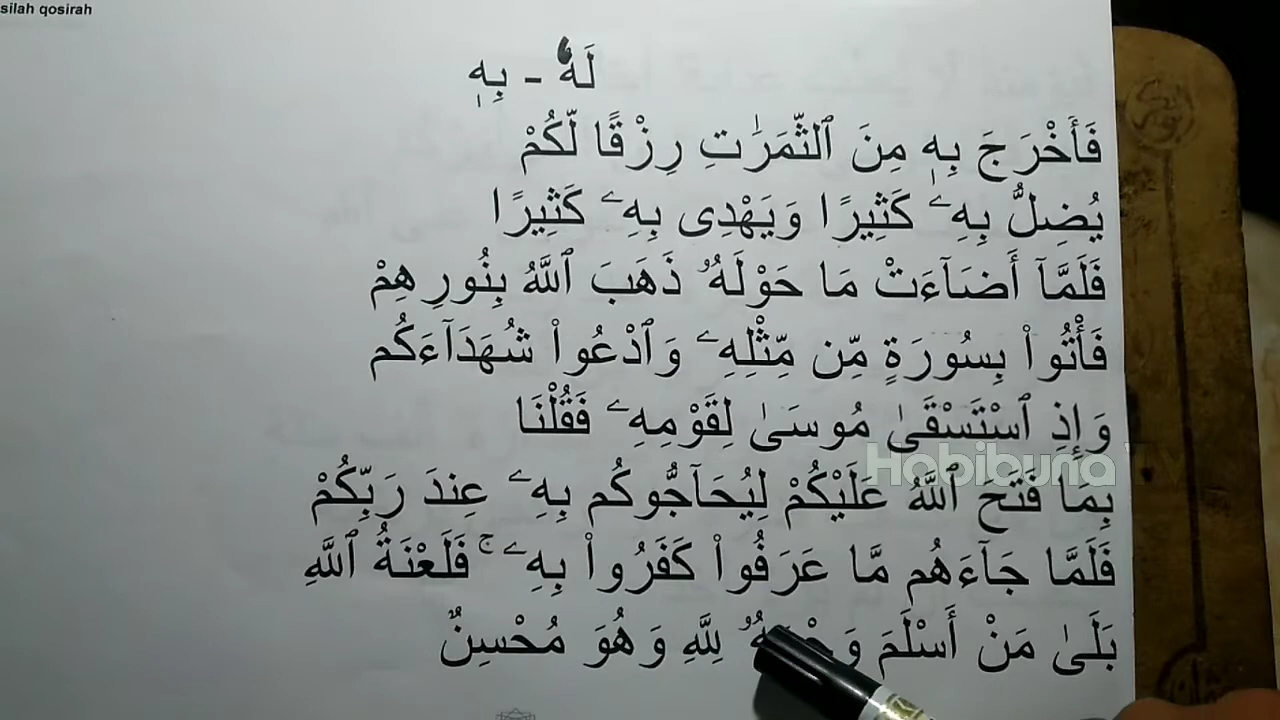 silah qosirah
لَهٗ - بِهٖ
فَأَخْرَجَ بِهٖ مِنَ ٱلثَّمَرَٰتِ رِزْقًا لَّكُمْ
يُضِلُّ بِهِۦ كَثِيرًا وَيَهْدِى بِهِۦ كَثِيرًا
فَلَمَّآ أَضَآءَتْ مَا حَوْلَهُۥ ذَهَبَ ٱللَّهُ بِنُورِهِمْ
فَأْتُوا۟ بِسُورَةٍ مِّن مِّثْلِهِۦ وَٱدْعُوا۟ شُهَدَآءَكُم
وَإِذِ ٱسْتَسْقَىٰ مُوسَىٰ لِقَوْمِهِۦ فَقُلْنَا
بِمَا فَتَحَ ٱللَّهُ عَلَيْكُمْ لِيُحَآجُّوكُم بِهِۦ عِندَ رَبِّكُمْ
فَلَمَّا جَآءَهُم مَّا عَرَفُوا۟ كَفَرُوا۟ بِهِۦ ۚ فَلَعْنَةُ ٱللَّهِ
بَلَىٰ مَنْ أَسْلَمَ وَجْهَهُۥ لِلَّهِ وَهُوَ مُحْسِنٌ
Habibuna TV